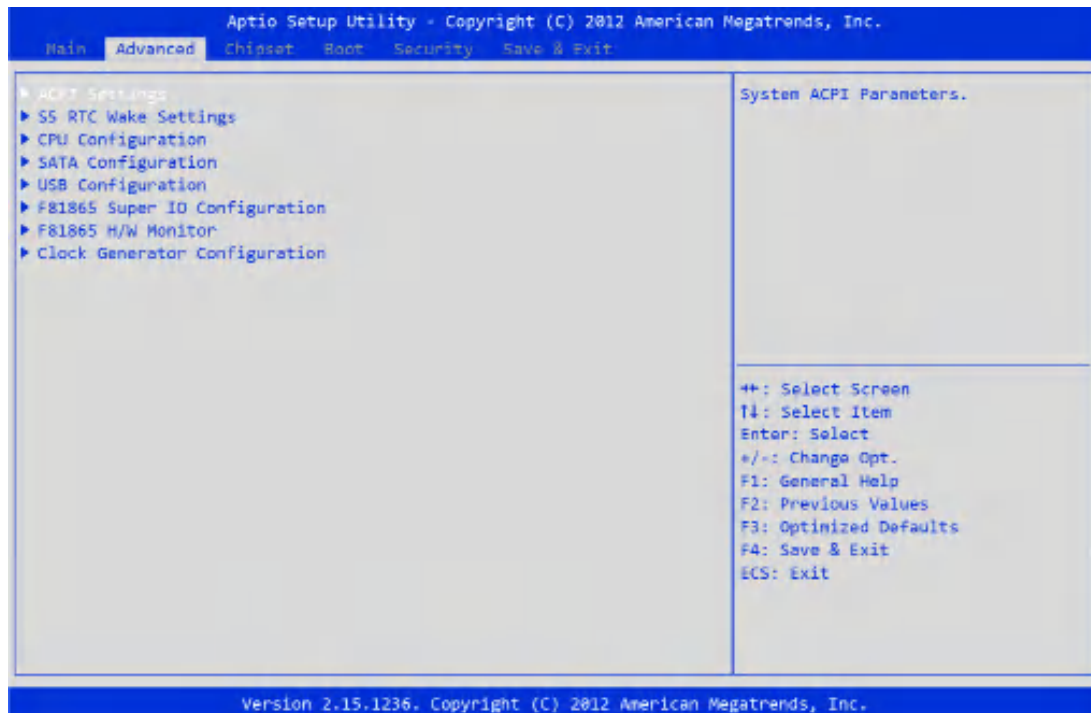 Aptio Setup Utility - Copyright (C) 2012 American Megatrends, Inc.
Main Advanced Chipset Boot Security Save & Exit
▶ ACPI Settings
▶ S5 RTC Wake Settings
▶ CPU Configuration
▶ SATA Configuration
▶ USB Configuration
▶ F81865 Super IO Configuration
▶ F81865 H/W Monitor
▶ Clock Generator Configuration
System ACPI Parameters.
→←: Select Screen
↑↓: Select Item
Enter: Select
+/-: Change Opt.
F1: General Help
F2: Previous Values
F3: Optimized Defaults
F4: Save & Exit
ECS: Exit
Version 2.15.1236. Copyright (C) 2012 American Megatrends, Inc.